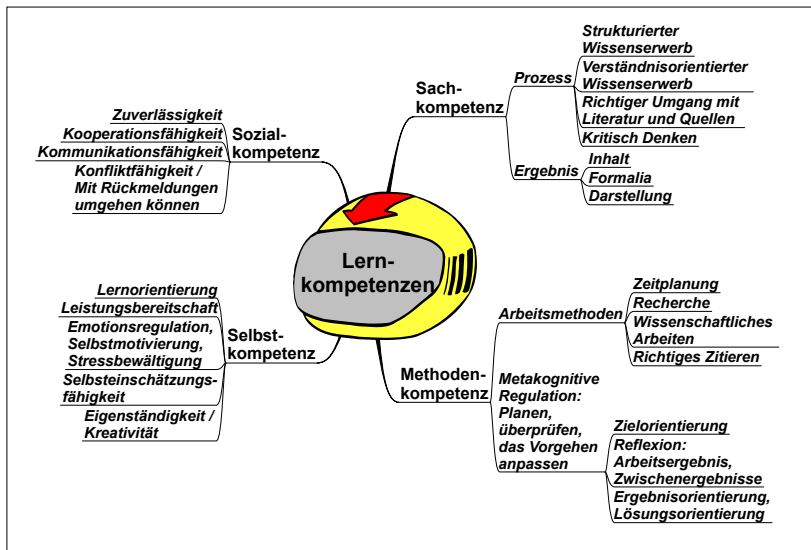 Lern-
kompetenzen
Sach-
kompetenz
Prozess
Strukturierter
Wissenserwerb
Verständnisorientierter
Wissenserwerb
Richtiger Umgang mit
Literatur und Quellen
Kritisch Denken
Ergebnis
Inhalt
Formalia
Darstellung
Methoden-
kompetenz
Arbeitsmethoden
Zeitplanung
Recherche
Wissenschaftliches
Arbeiten
Richtiges Zitieren
Metakognitive
Regulation:
Planen,
überprüfen,
das Vorgehen
anpassen
Zielorientierung
Reflexion:
Arbeitsergebnis,
Zwischenergebnisse
Ergebnisorientierung,
Lösungsorientierung
Sozial-
kompetenz
Zuverlässigkeit
Kooperationsfähigkeit
Kommunikationsfähigkeit
Konfliktfähigkeit /
Mit Rückmeldungen
umgehen können
Selbst-
kompetenz
Lernorientierung
Leistungsbereitschaft
Emotionsregulation,
Selbstmotivierung,
Stressbewältigung
Selbsteinschätzungs-
fähigkeit
Eigenständigkeit /
Kreativität